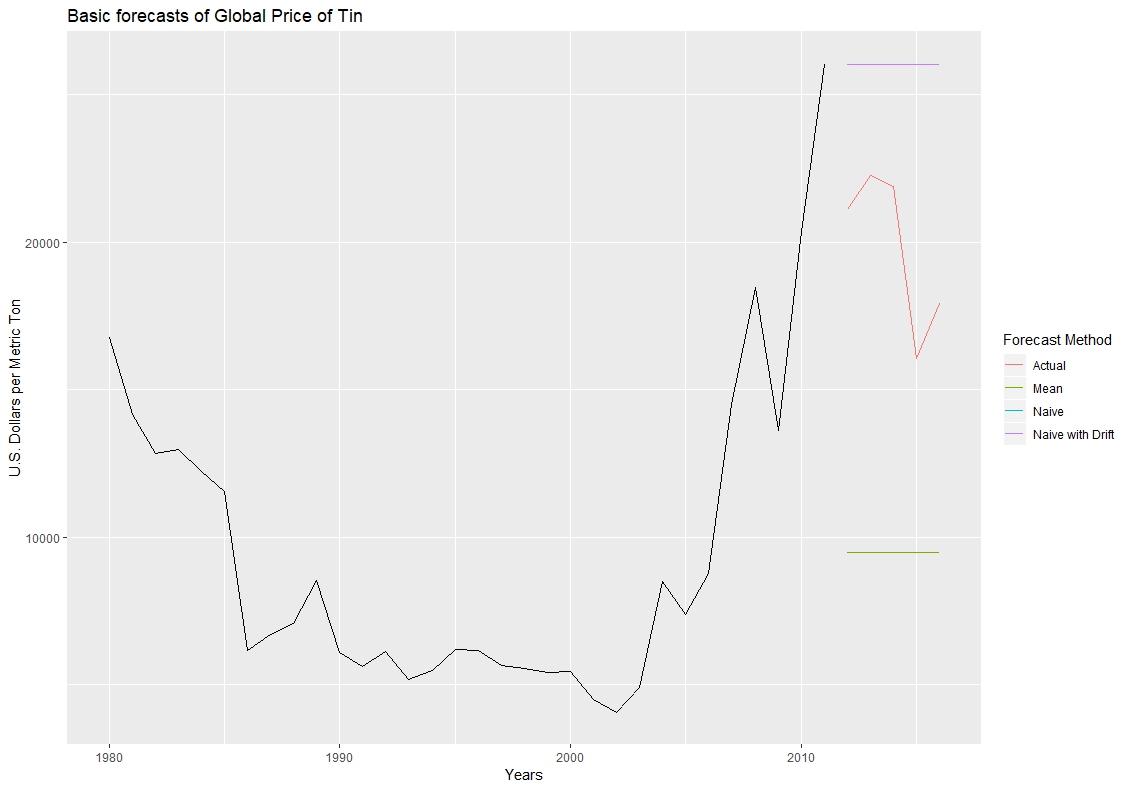 Basic forecasts of Global Price of Tin
U.S. Dollars per Metric Ton
20000
10000
1980
1990
2000
2010
Years
Forecast Method
Actual
Mean
Naive
Naive with Drift